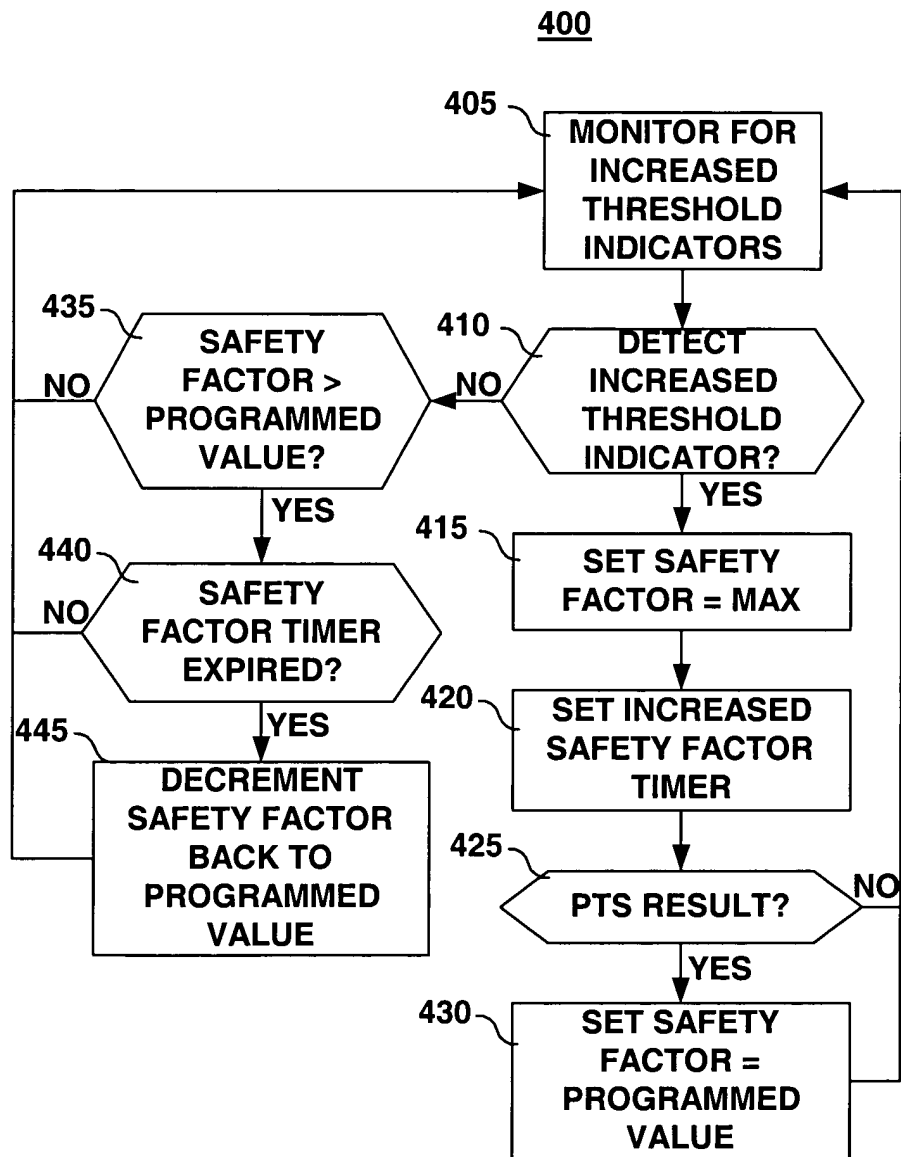 400
405
MONITOR FOR
INCREASED
THRESHOLD
INDICATORS
410
DETECT
INCREASED
THRESHOLD
INDICATOR?
NO
YES
435
SAFETY
FACTOR >
PROGRAMMED
VALUE?
NO
YES
415
SET SAFETY
FACTOR = MAX
440
SAFETY
FACTOR TIMER
EXPIRED?
NO
YES
420
SET INCREASED
SAFETY FACTOR
TIMER
445
DECREMENT
SAFETY FACTOR
BACK TO
PROGRAMMED
VALUE
425
PTS RESULT?
NO
YES
430
SET SAFETY
FACTOR =
PROGRAMMED
VALUE